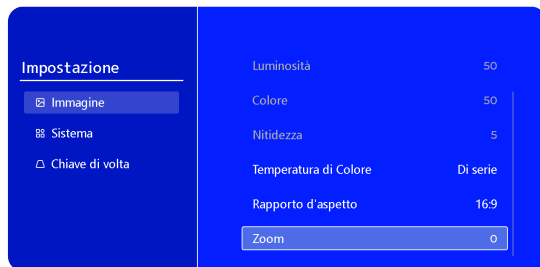 Impostazione
Immagine
Sistema
Chiave di volta
Luminosità 50
Colore 50
Nitidezza 5
Temperatura di Colore Di serie
Rapporto d'aspetto 16:9
Zoom 0